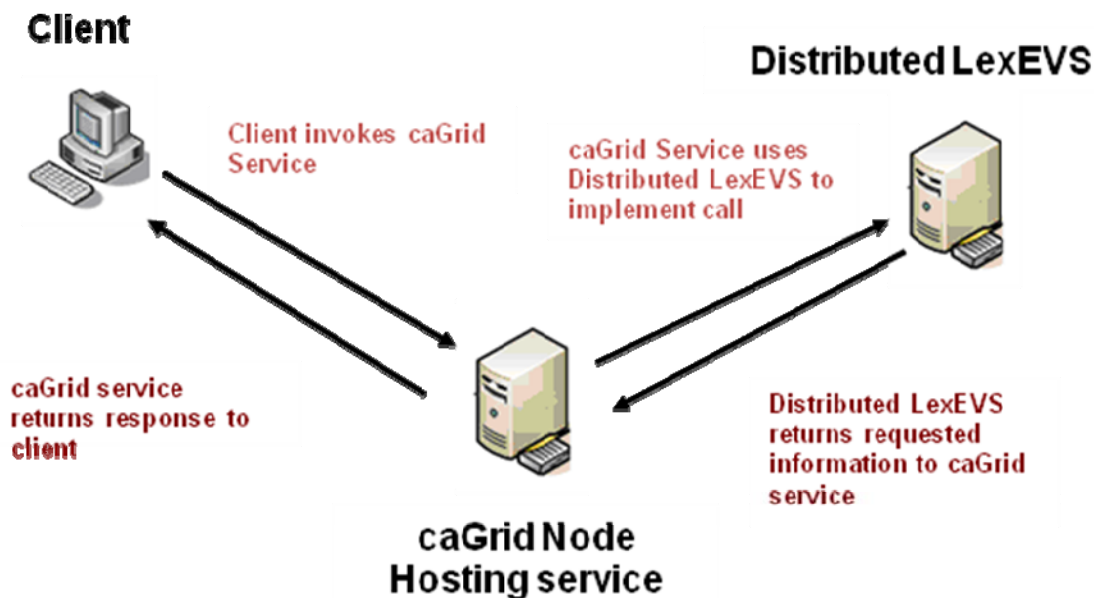 Client
Distributed LexEVS
Client invokes caGrid
Service
caGrid Service uses
Distributed LexEVS to
implement call
caGrid service
returns response to
client
Distributed LexEVS
returns requested
information to caGrid
service
caGrid Node
Hosting service